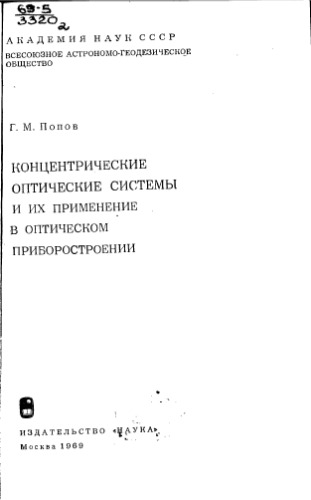 69-5
3320 2
АКАДЕМИЯ НАУК СССР
ВСЕСОЮЗНОЕ АСТРОНОМО-ГЕОДЕЗИЧЕСКОЕ
ОБЩЕСТВО
Г. М. Попов
КОНЦЕНТРИЧЕСКИЕ
ОПТИЧЕСКИЕ СИСТЕМЫ
И ИХ ПРИМЕНЕНИЕ
В ОПТИЧЕСКОМ
ПРИБОРОСТРОЕНИИ
ИЗДАТЕЛЬСТВО «НАУКА»
Москва 1969